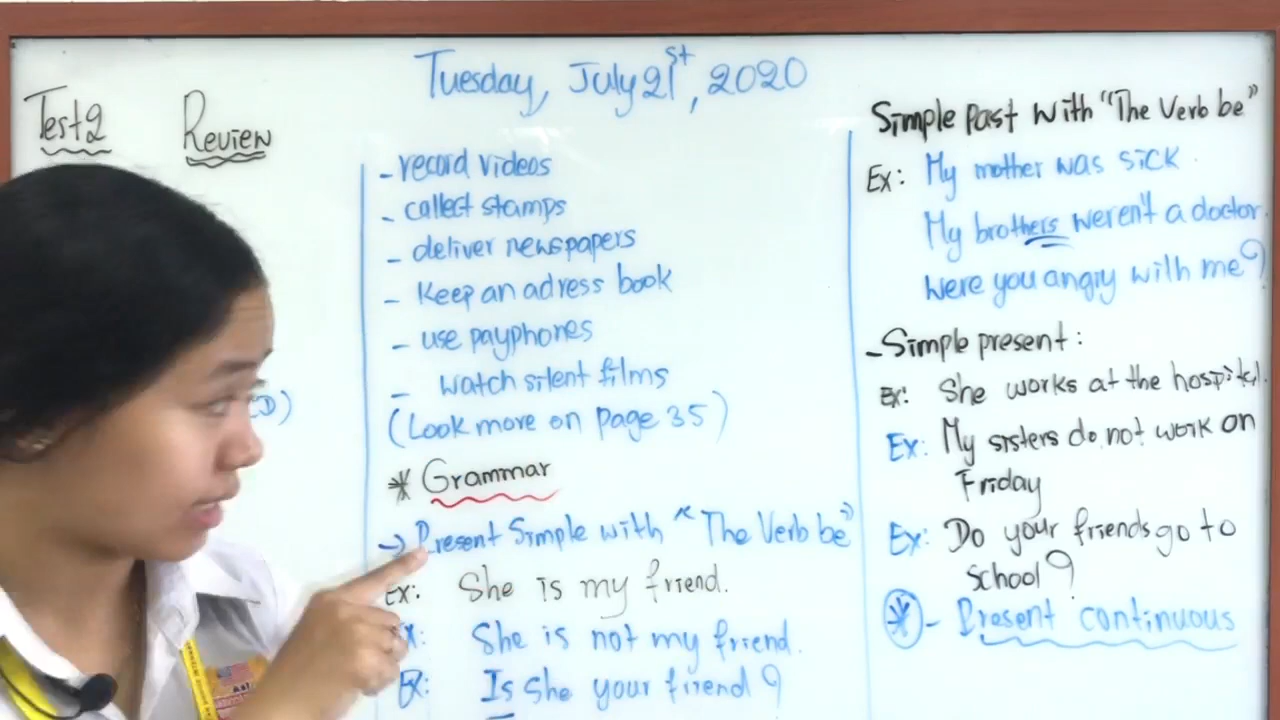 Tuesday, July 21st, 2020
Test 2 Review
D)
- record videos
- collect stamps
- deliver newspapers
- Keep an adress book
- use payphones
- watch silent films
(Look more on page 35)
* Grammar
→ Present Simple with "The Verb be"
Ex: She is my friend.
Ex: She is not my friend.
Ex: Is she your friend?
Simple Past with "The Verb be"
Ex: My mother was sick.
My brothers weren't a doctor.
Were you angry with me?
- Simple present:
Ex: She works at the hospital.
Ex: My sisters do not work on
Friday
Ex: Do your friends go to
School?
* - Present continuous